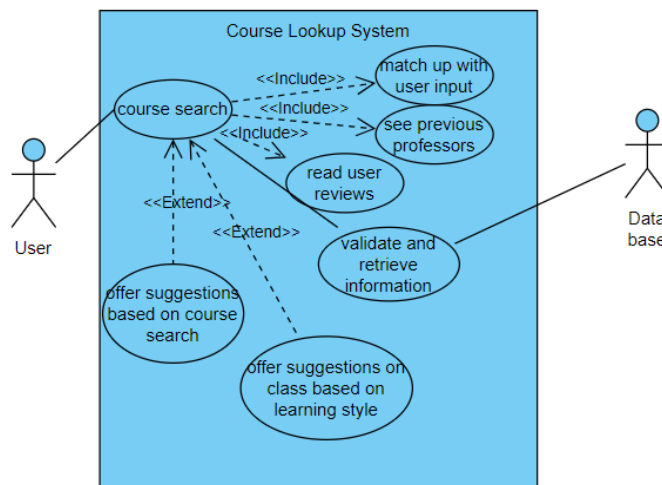 Course Lookup System
match up with
user input
<<Include>>
course search
<<Include>>
see previous
professors
<<Include>>
read user
reviews
<<Extend>>
<<Extend>>
User
Data
base
validate and
retrieve
information
offer suggestions
based on course
search
offer suggestions on
class based on
learning style